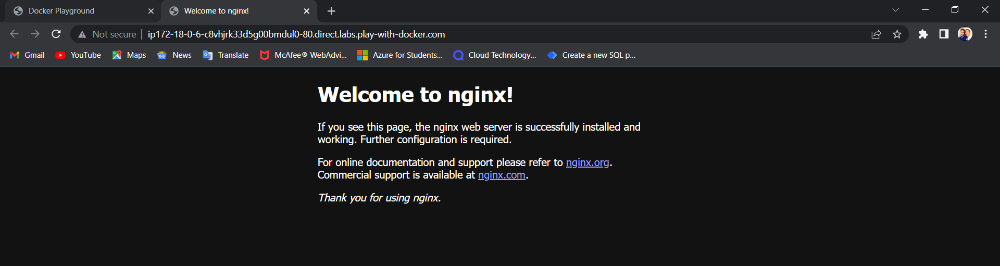 Docker Playground
Welcome to nginx!
Not secure
ip172-18-0-6-c8vhjrk33d5g00bmdul0-80.direct.labs.play-with-docker.com
Gmail
YouTube
Maps
News
Translate
McAfee® WebAdvi...
Azure for Students...
Cloud Technology...
Create a new SQL p...
Welcome to nginx!
If you see this page, the nginx web server is successfully installed and
working. Further configuration is required.
For online documentation and support please refer to nginx.org.
Commercial support is available at nginx.com.
Thank you for using nginx.